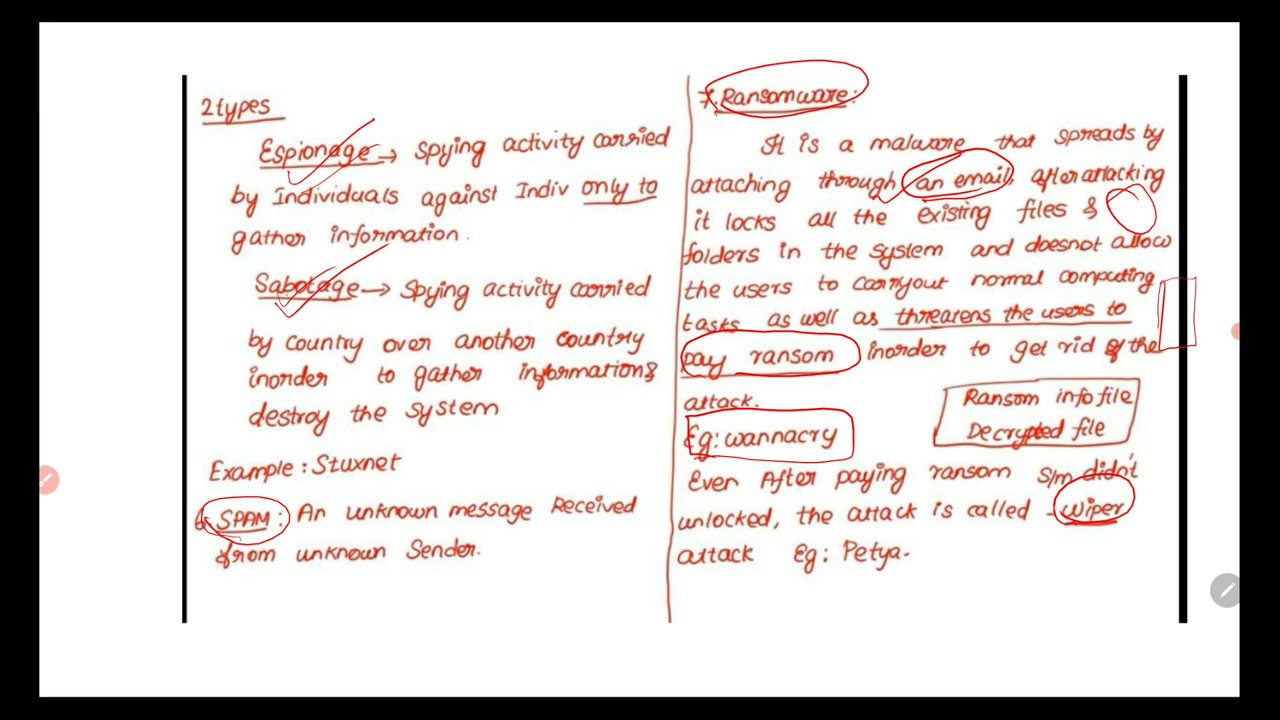 2types
Espionage → Spying activity carried
by Individuals against Indiv only to
gather information.
Sabotage → Spying activity carried
by country over another country
inorder to gather information &
destroy the system
Example : Stuxnet
6. SPAM : An unknown message Received
from unknown Sender.
7. Ransomware :
It is a malware that spreads by
attaching through an email, after attacking
it locks all the existing files &
folders in the system and doesnot allow
the users to carryout normal computing
tasks as well as threatens the users to
pay ransom inorder to get rid of the
attack.
Ransom info file
Decrypted file
Eg: wannacry
Even After paying ransom s/m didn't
unlocked, the attack is called wiper
attack Eg: Petya.